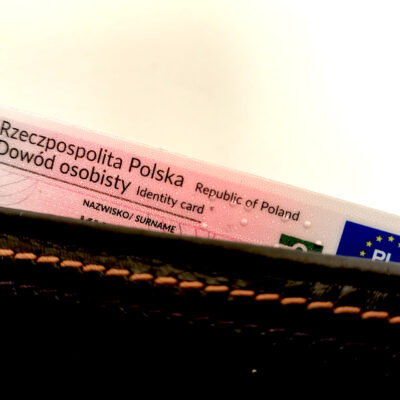 Rzeczpospolita Polska Republic of Poland
Dowód osobisty Identity card
NAZWISKO/ SURNAME
PL